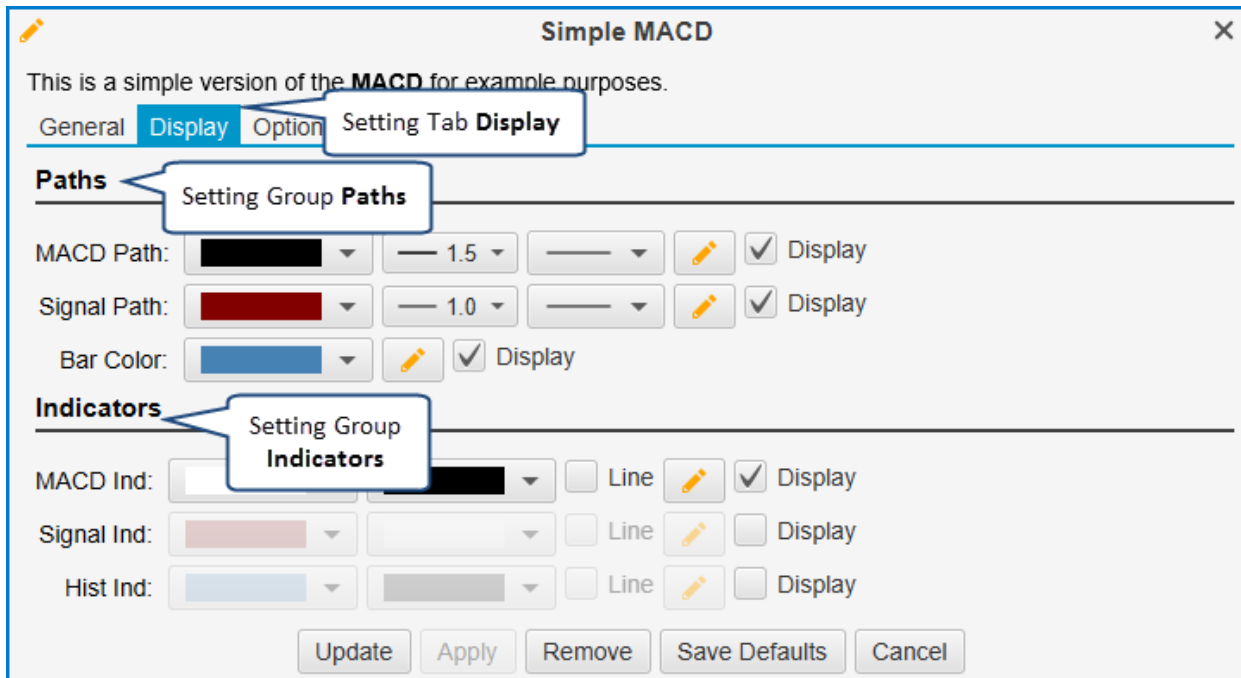 Simple MACD
This is a simple version of the MACD for example purposes.
General Display Option
Setting Tab Display
Paths
Setting Group Paths
MACD Path: 1.5 Display
Signal Path: 1.0 Display
Bar Color: Display
Indicators
Setting Group
Indicators
MACD Ind: Line Display
Signal Ind: Line Display
Hist Ind: Line Display
Update Apply Remove Save Defaults Cancel